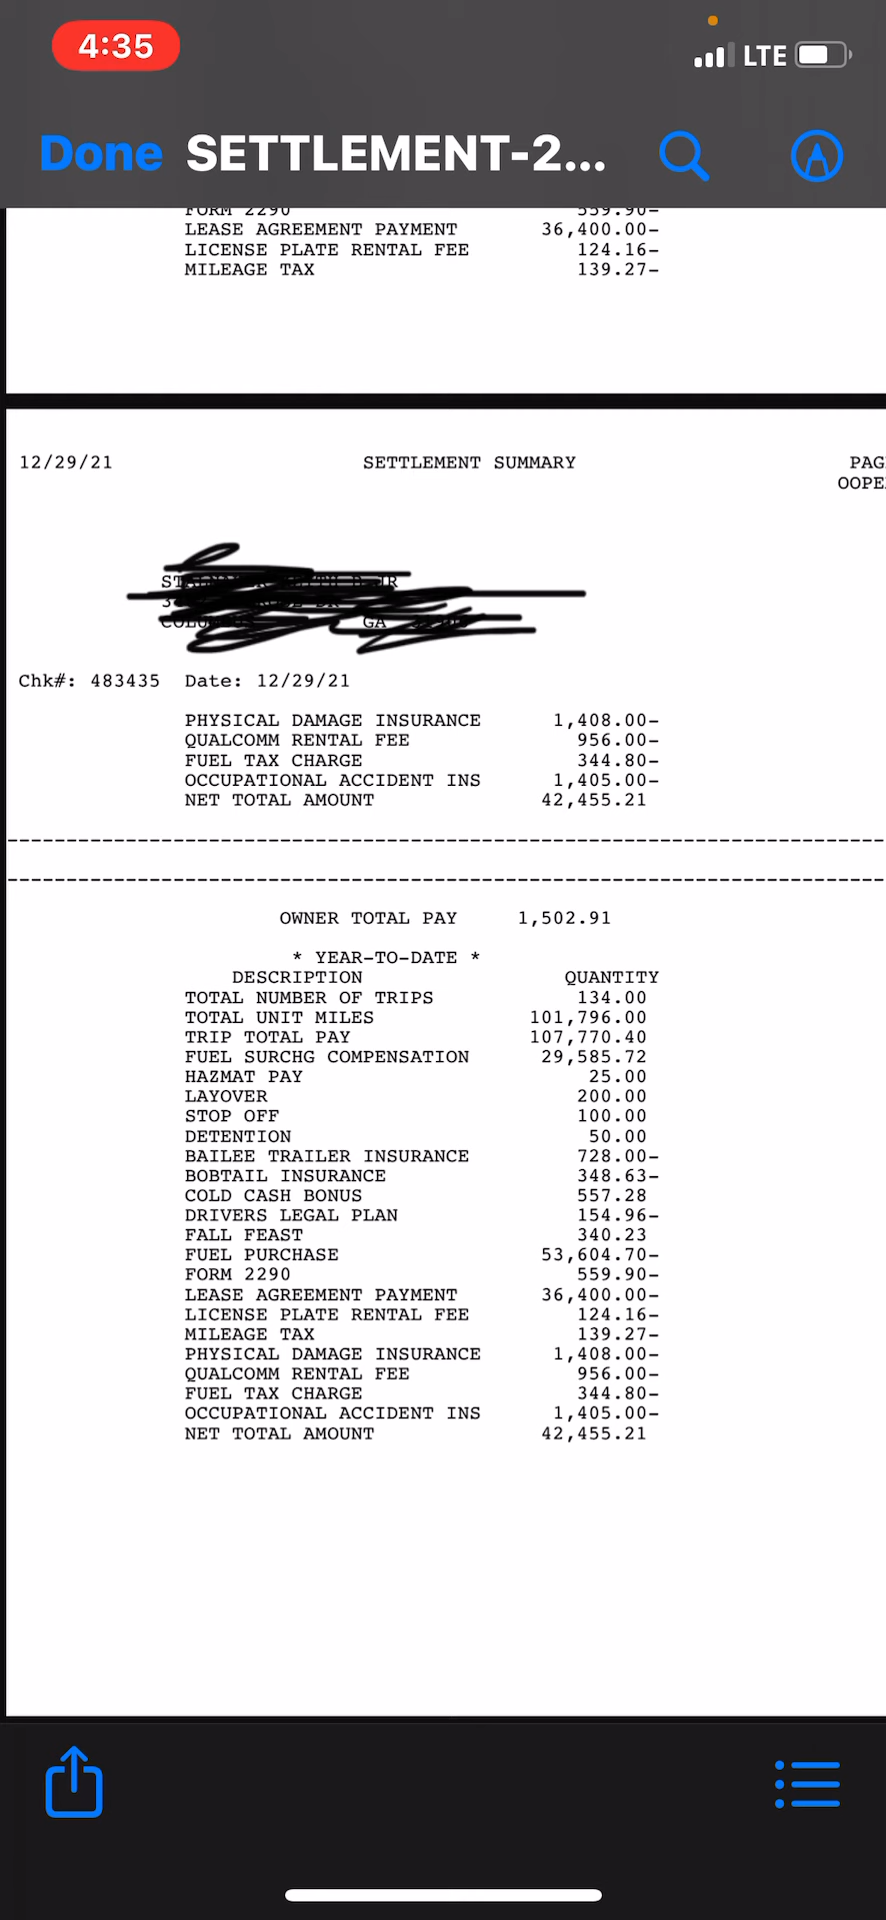 4:35
LTE
Done SETTLEMENT-2...
FORM 2290 559.90-
LEASE AGREEMENT PAYMENT 36,400.00-
LICENSE PLATE RENTAL FEE 124.16-
MILEAGE TAX 139.27-
12/29/21 SETTLEMENT SUMMARY PAG
OOPE
JR
GA
Chk#: 483435 Date: 12/29/21
PHYSICAL DAMAGE INSURANCE 1,408.00-
QUALCOMM RENTAL FEE 956.00-
FUEL TAX CHARGE 344.80-
OCCUPATIONAL ACCIDENT INS 1,405.00-
NET TOTAL AMOUNT 42,455.21
OWNER TOTAL PAY 1,502.91
* YEAR-TO-DATE *
DESCRIPTION QUANTITY
TOTAL NUMBER OF TRIPS 134.00
TOTAL UNIT MILES 101,796.00
TRIP TOTAL PAY 107,770.40
FUEL SURCHG COMPENSATION 29,585.72
HAZMAT PAY 25.00
LAYOVER 200.00
STOP OFF 100.00
DETENTION 50.00
BAILEE TRAILER INSURANCE 728.00-
BOBTAIL INSURANCE 348.63-
COLD CASH BONUS 557.28
DRIVERS LEGAL PLAN 154.96-
FALL FEAST 340.23
FUEL PURCHASE 53,604.70-
FORM 2290 559.90-
LEASE AGREEMENT PAYMENT 36,400.00-
LICENSE PLATE RENTAL FEE 124.16-
MILEAGE TAX 139.27-
PHYSICAL DAMAGE INSURANCE 1,408.00-
QUALCOMM RENTAL FEE 956.00-
FUEL TAX CHARGE 344.80-
OCCUPATIONAL ACCIDENT INS 1,405.00-
NET TOTAL AMOUNT 42,455.21